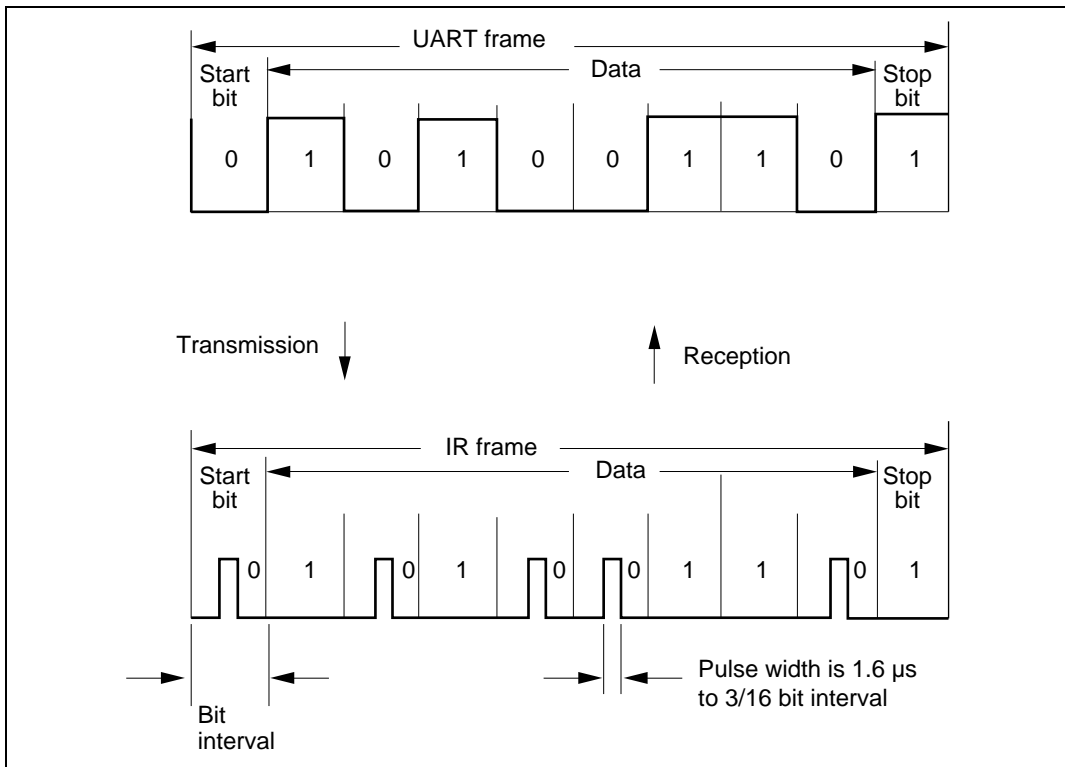 UART frame
Start bit
Data
Stop bit
0 1 0 1 0 0 1 1 0 1
Transmission
Reception
IR frame
Start bit
Data
Stop bit
0 1 0 1 0 0 1 1 0 1
Bit interval
Pulse width is 1.6 µs
to 3/16 bit interval